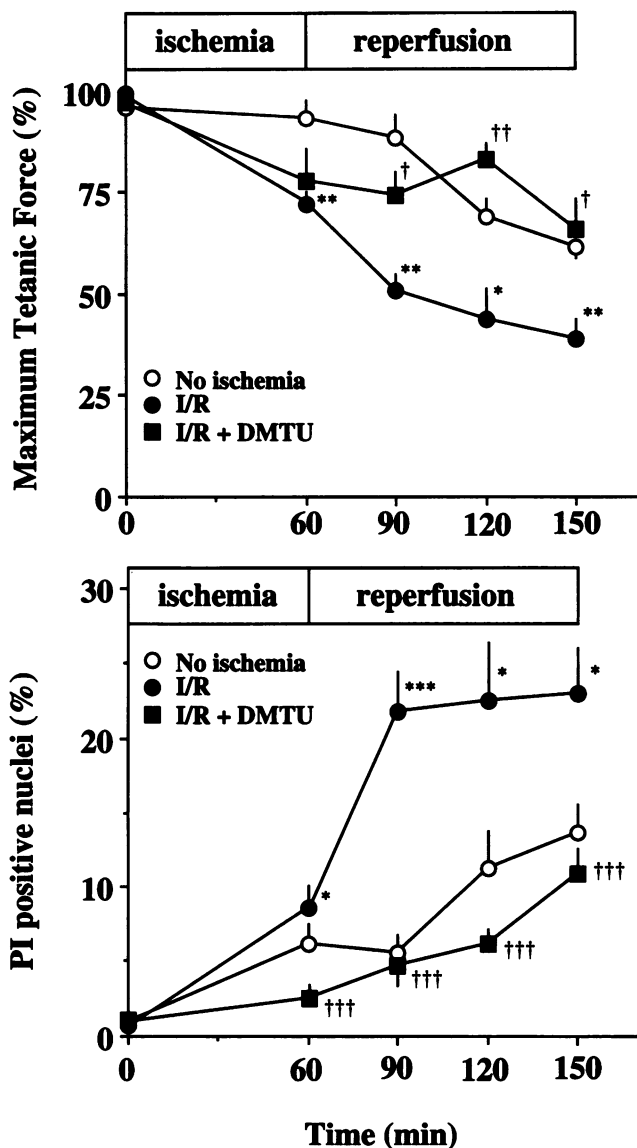 ischemia reperfusion
Maximum Tetanic Force (%)
100
75
50
25
0
**
**
†
*
††
**
†
No ischemia
I/R
I/R + DMTU
0 60 90 120 150
ischemia reperfusion
PI positive nuclei (%)
30
20
10
0
No ischemia
I/R
I/R + DMTU
*
***
*
*
†††
†††
†††
†††
0 60 90 120 150
Time (min)